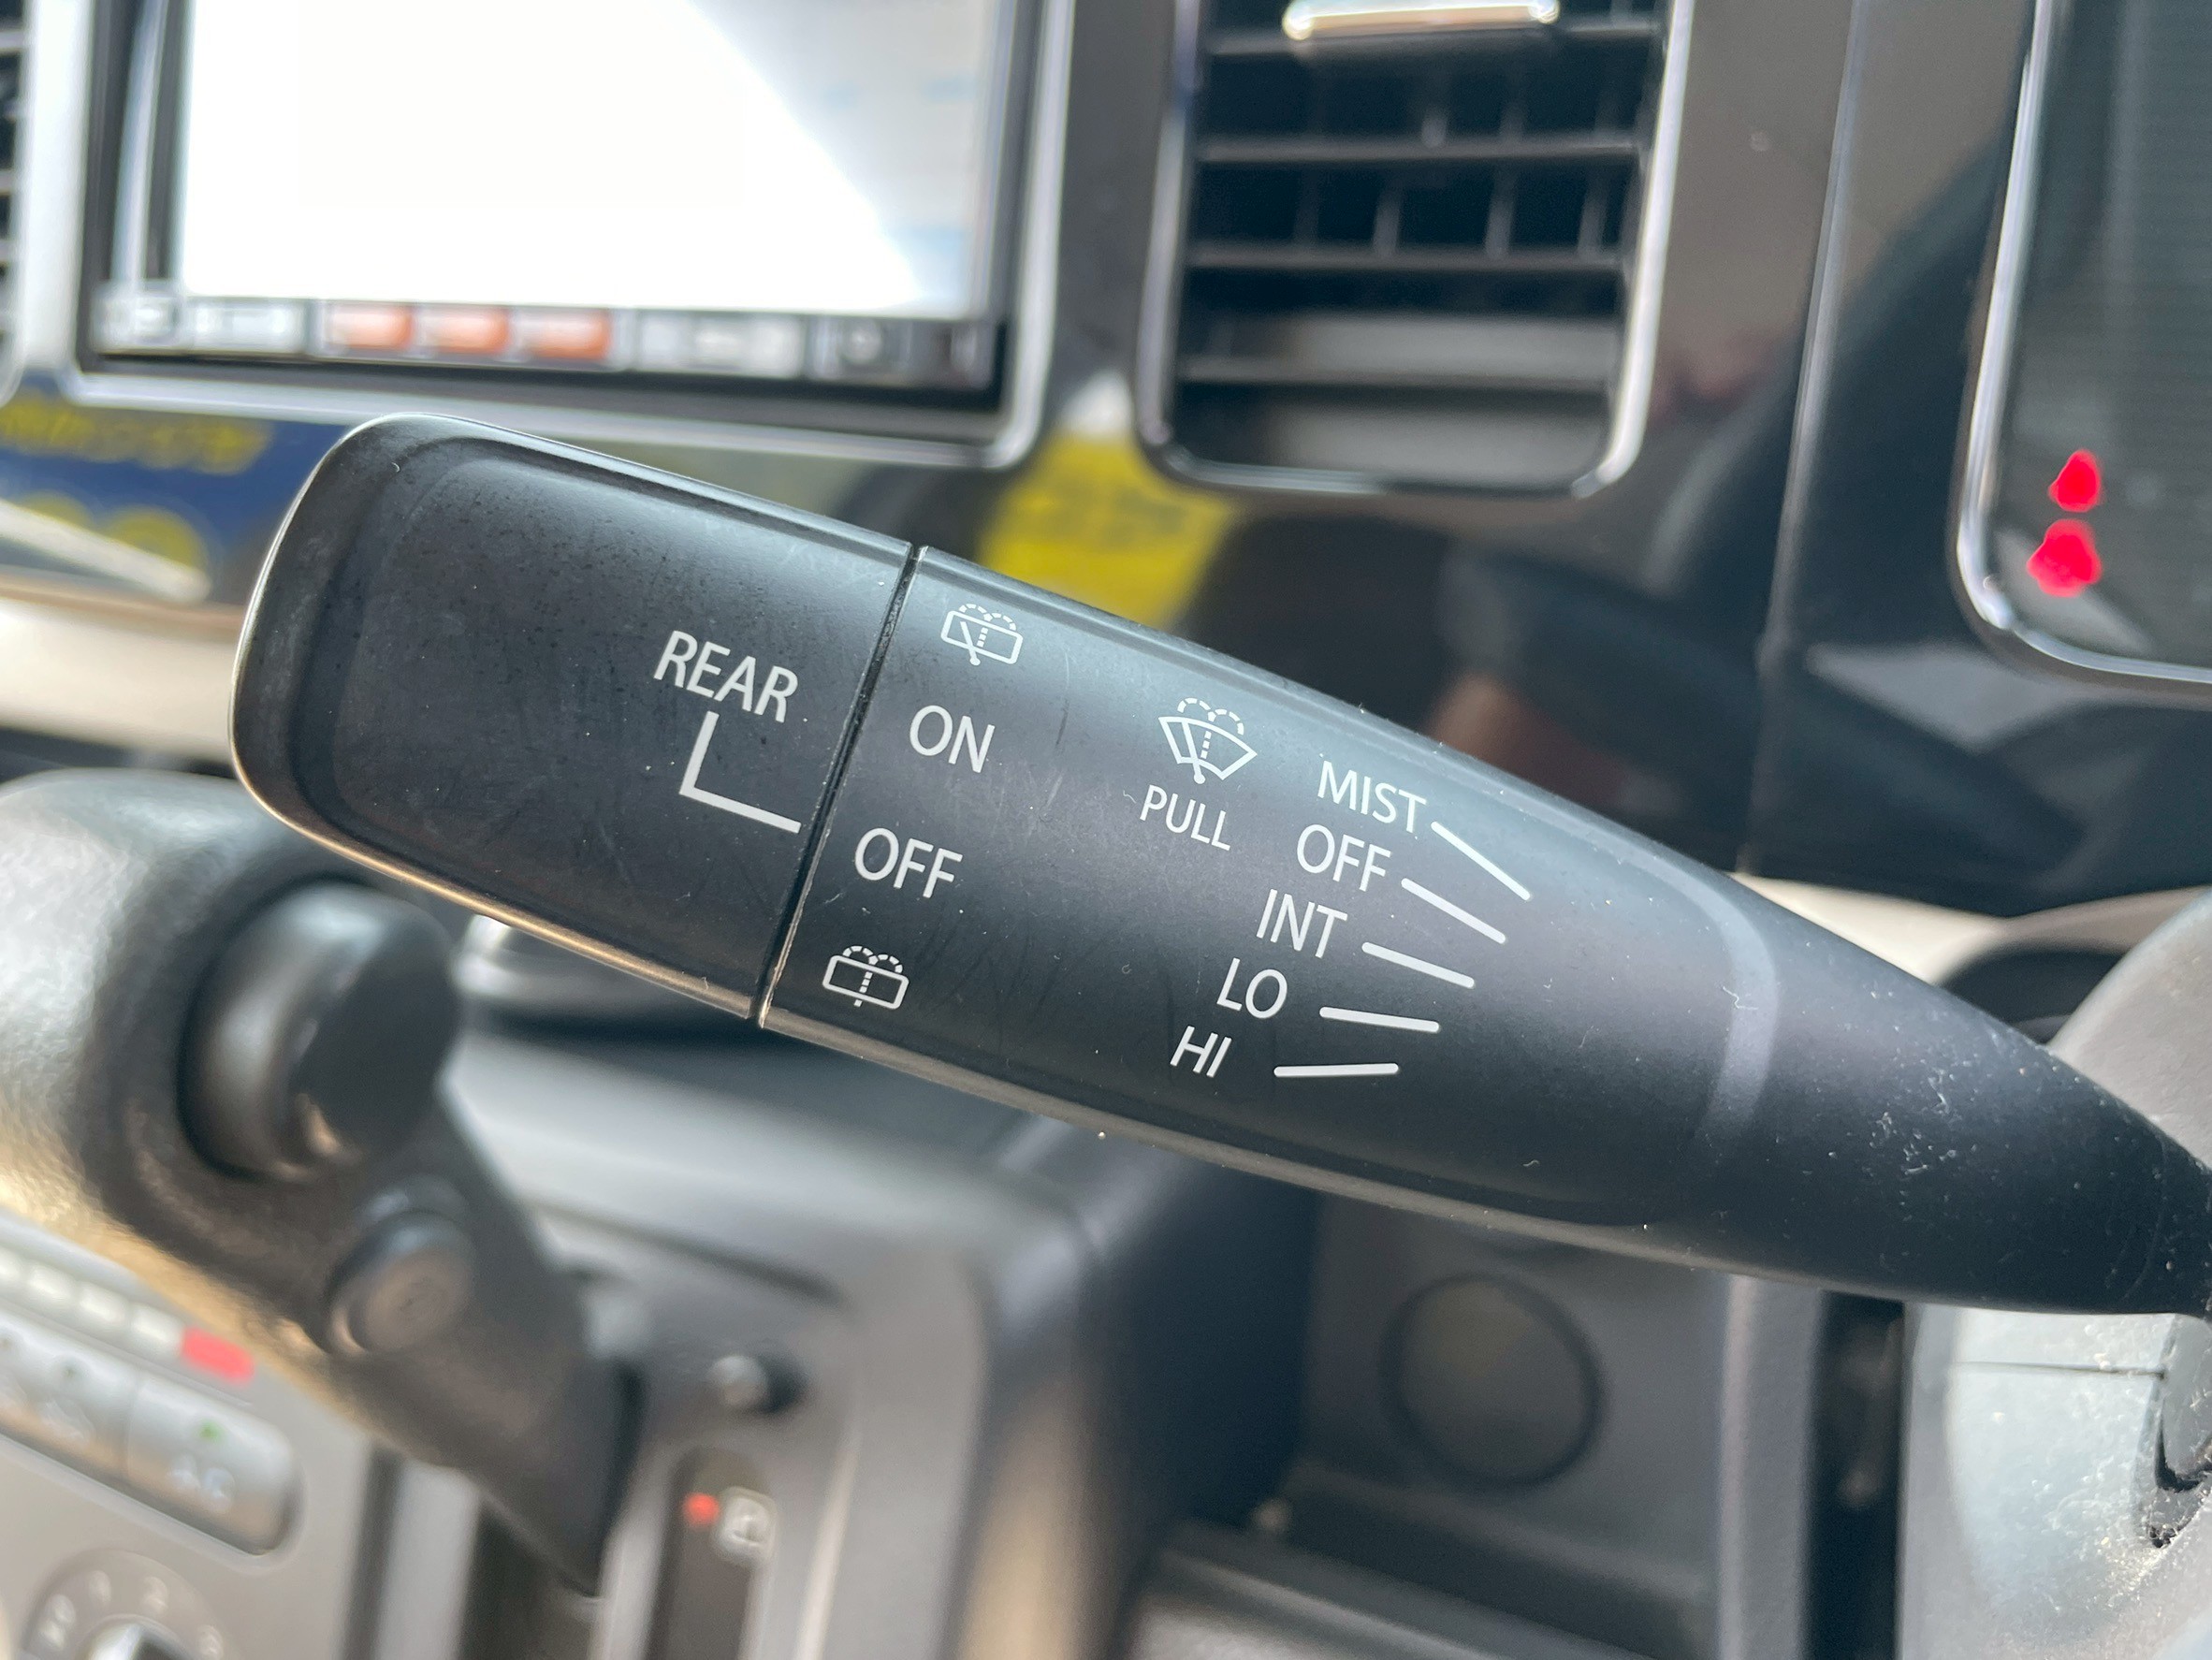 REAR
ON
OFF
PULL
MIST
OFF
INT
LO
HI